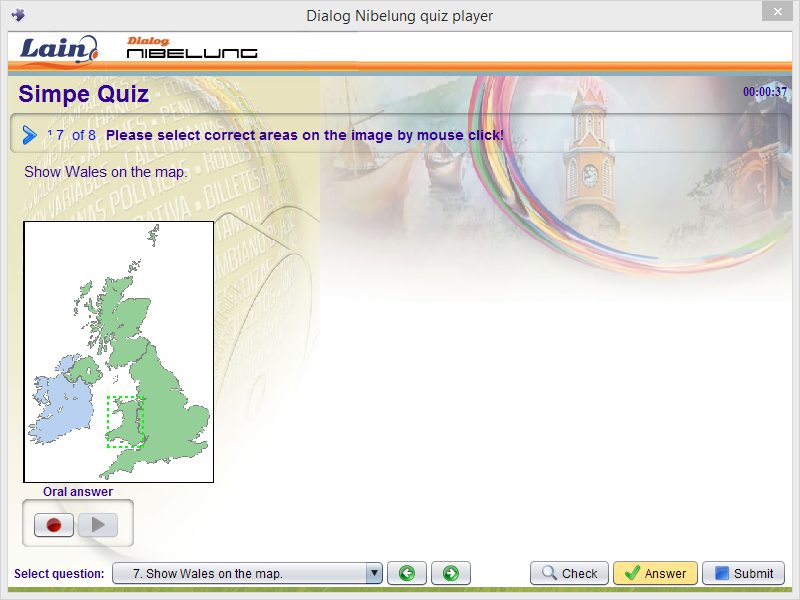 Dialog Nibelung quiz player
Lain
Dialog
NIBELUNG
Simpe Quiz
00:00:37
17 of 8 Please select correct areas on the image by mouse click!
Show Wales on the map.
Oral answer
Select question:
7. Show Wales on the map.
Check
Answer
Submit